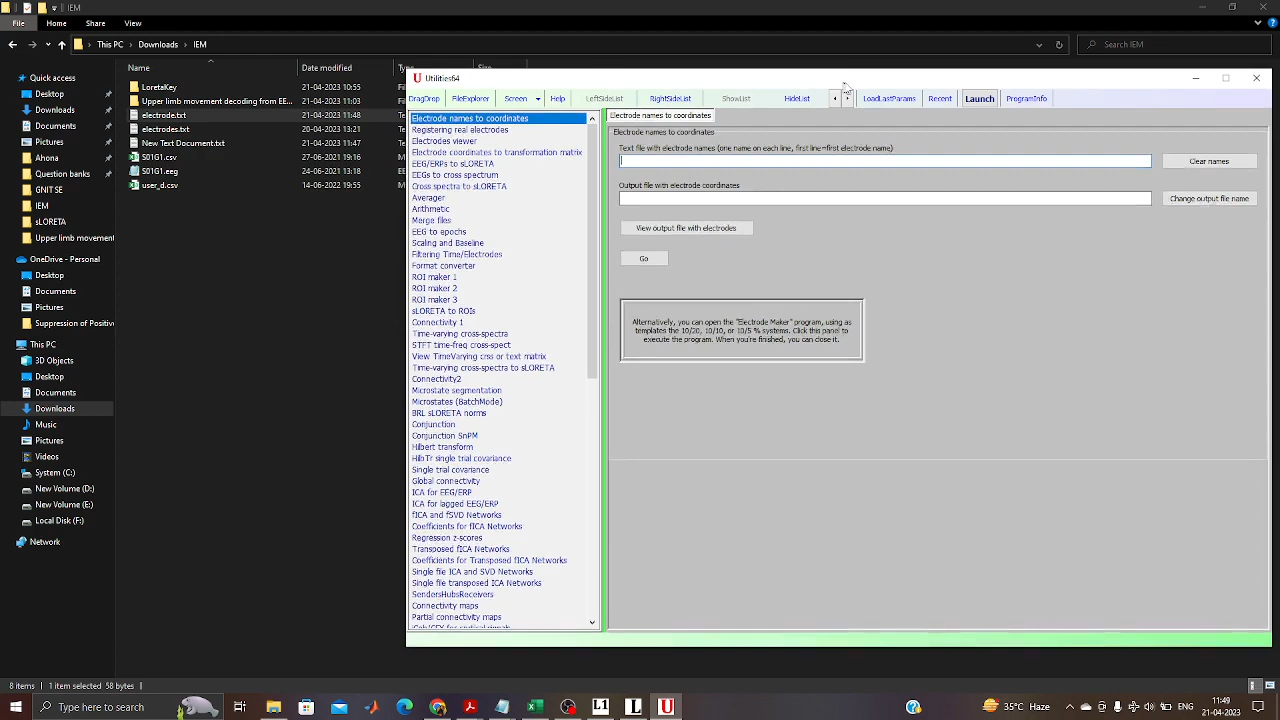 IEM
File
Home
Share
View
This PC
Downloads
IEM
Search IEM
Name
Date modified
Quick access
Desktop
Downloads
Documents
Pictures
Ahona
Question banks
GNIT SE
IEM
sLORETA
Upper limb movement
OneDrive - Personal
Desktop
Documents
Pictures
Suppression of Positive
This PC
3D Objects
Desktop
Documents
Downloads
Music
Pictures
Videos
System (C:)
New Volume (D:)
New Volume (E:)
Local Disk (F:)
Network
LoretaKey
21-04-2023 10:55
Uppermovement decoding from E...
21-04-2023 10:42
21-04-2023 11:48
electrode.txt
20-04-2023 13:21
New Text Document.txt
21-04-2023 11:47
S01G1.csv
24-06-2021 10:55
S01G1.eeg
21-04-2023 11:46
user_d.csv
14-06-2021 19:55
8 items
1 item selected 58 bytes
Utilities64
DragDrop
FileExplorer
Screen
Help
LeftSideList
RightSideList
ShowList
HideList
LoadLastParams
Recent
Launch
ProgramInfo
Electrode names to coordinates
Registering real electrodes
Electrodes viewer
Electrode coordinates to transformation matrix
EEG/ERPs to sLORETA
EEGs to cross spectrum
Cross spectra to sLORETA
Averager
Arithmetic
Merge files
EEG to epochs
Scaling and Baseline
Filtering Time/Electrodes
Format converter
ROI maker 1
ROI maker 2
ROI maker 3
sLORETA to ROIs
Connectivity 1
Time-varying cross-spectra
STFT time-freq cross-spect
View TimeVarying crss or text matrix
Time-varying cross-spectra to sLORETA
Connectivity2
Microstate segmentation
Microstates (BatchMode)
BRL sLORETA norms
Conjunction
Conjunction SnPM
Hilbert transform
HilbTr single trial covariance
Single trial covariance
Global connectivity
ICA for EEG/ERP
ICA for lagged EEG/ERP
fICA and fSVD Networks
Coefficients for fICA Networks
Regression z-scores
Transposed fICA Networks
Coefficients for Transposed fICA Networks
Single file ICA and SVD Networks
Single file transposed ICA Networks
SendersHubsReceivers
Connectivity maps
Partial connectivity maps
Electrode names to coordinates
Electrode names to coordinates
Text file with electrode names (one name on each line, first line=first electrode name)
Clear names
Output file with electrode coordinates
Change output file name
View output file with electrodes
Go
Alternatively, you can open the "Electrode Maker" program, using as
templates the 10/20, 10/10, or 10/5 % systems. Click this panel to
execute the program. When you're finished, you can close it.
Type here to search
L1
L
U
35°C Haze
ENG
11:49
21-04-2023